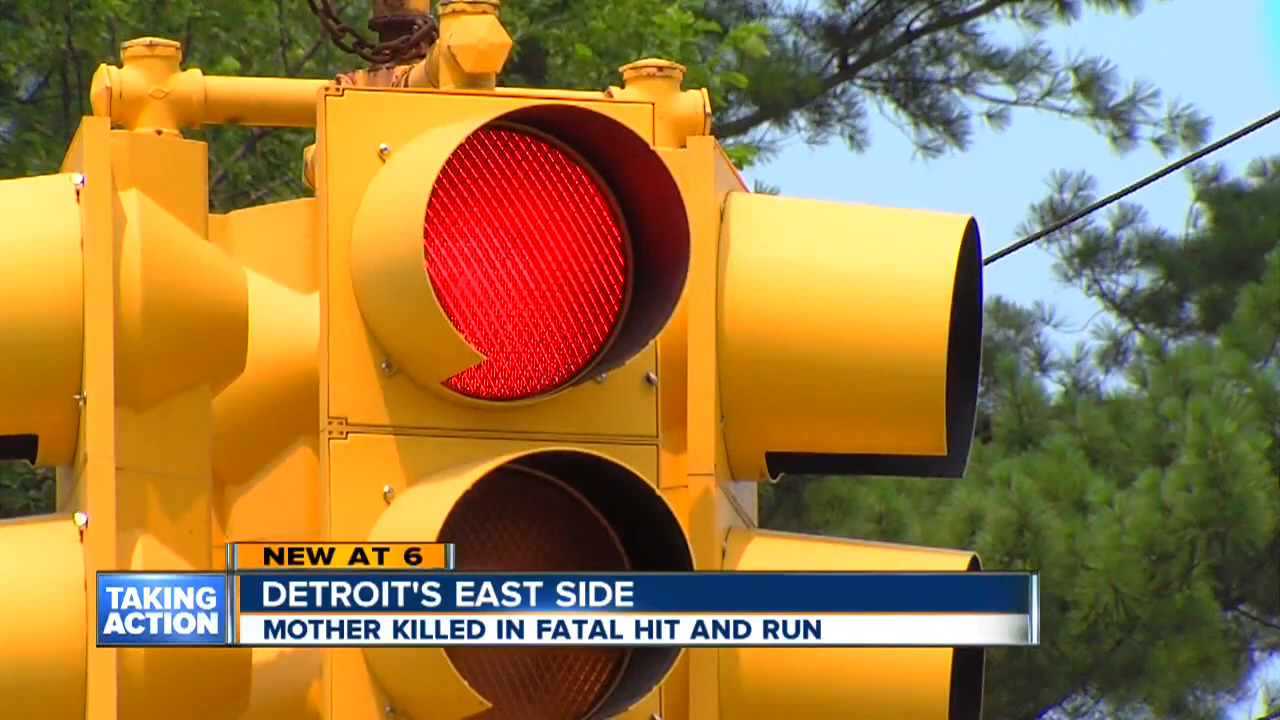 NEW AT 6
TAKING ACTION
DETROIT'S EAST SIDE
MOTHER KILLED IN FATAL HIT AND RUN